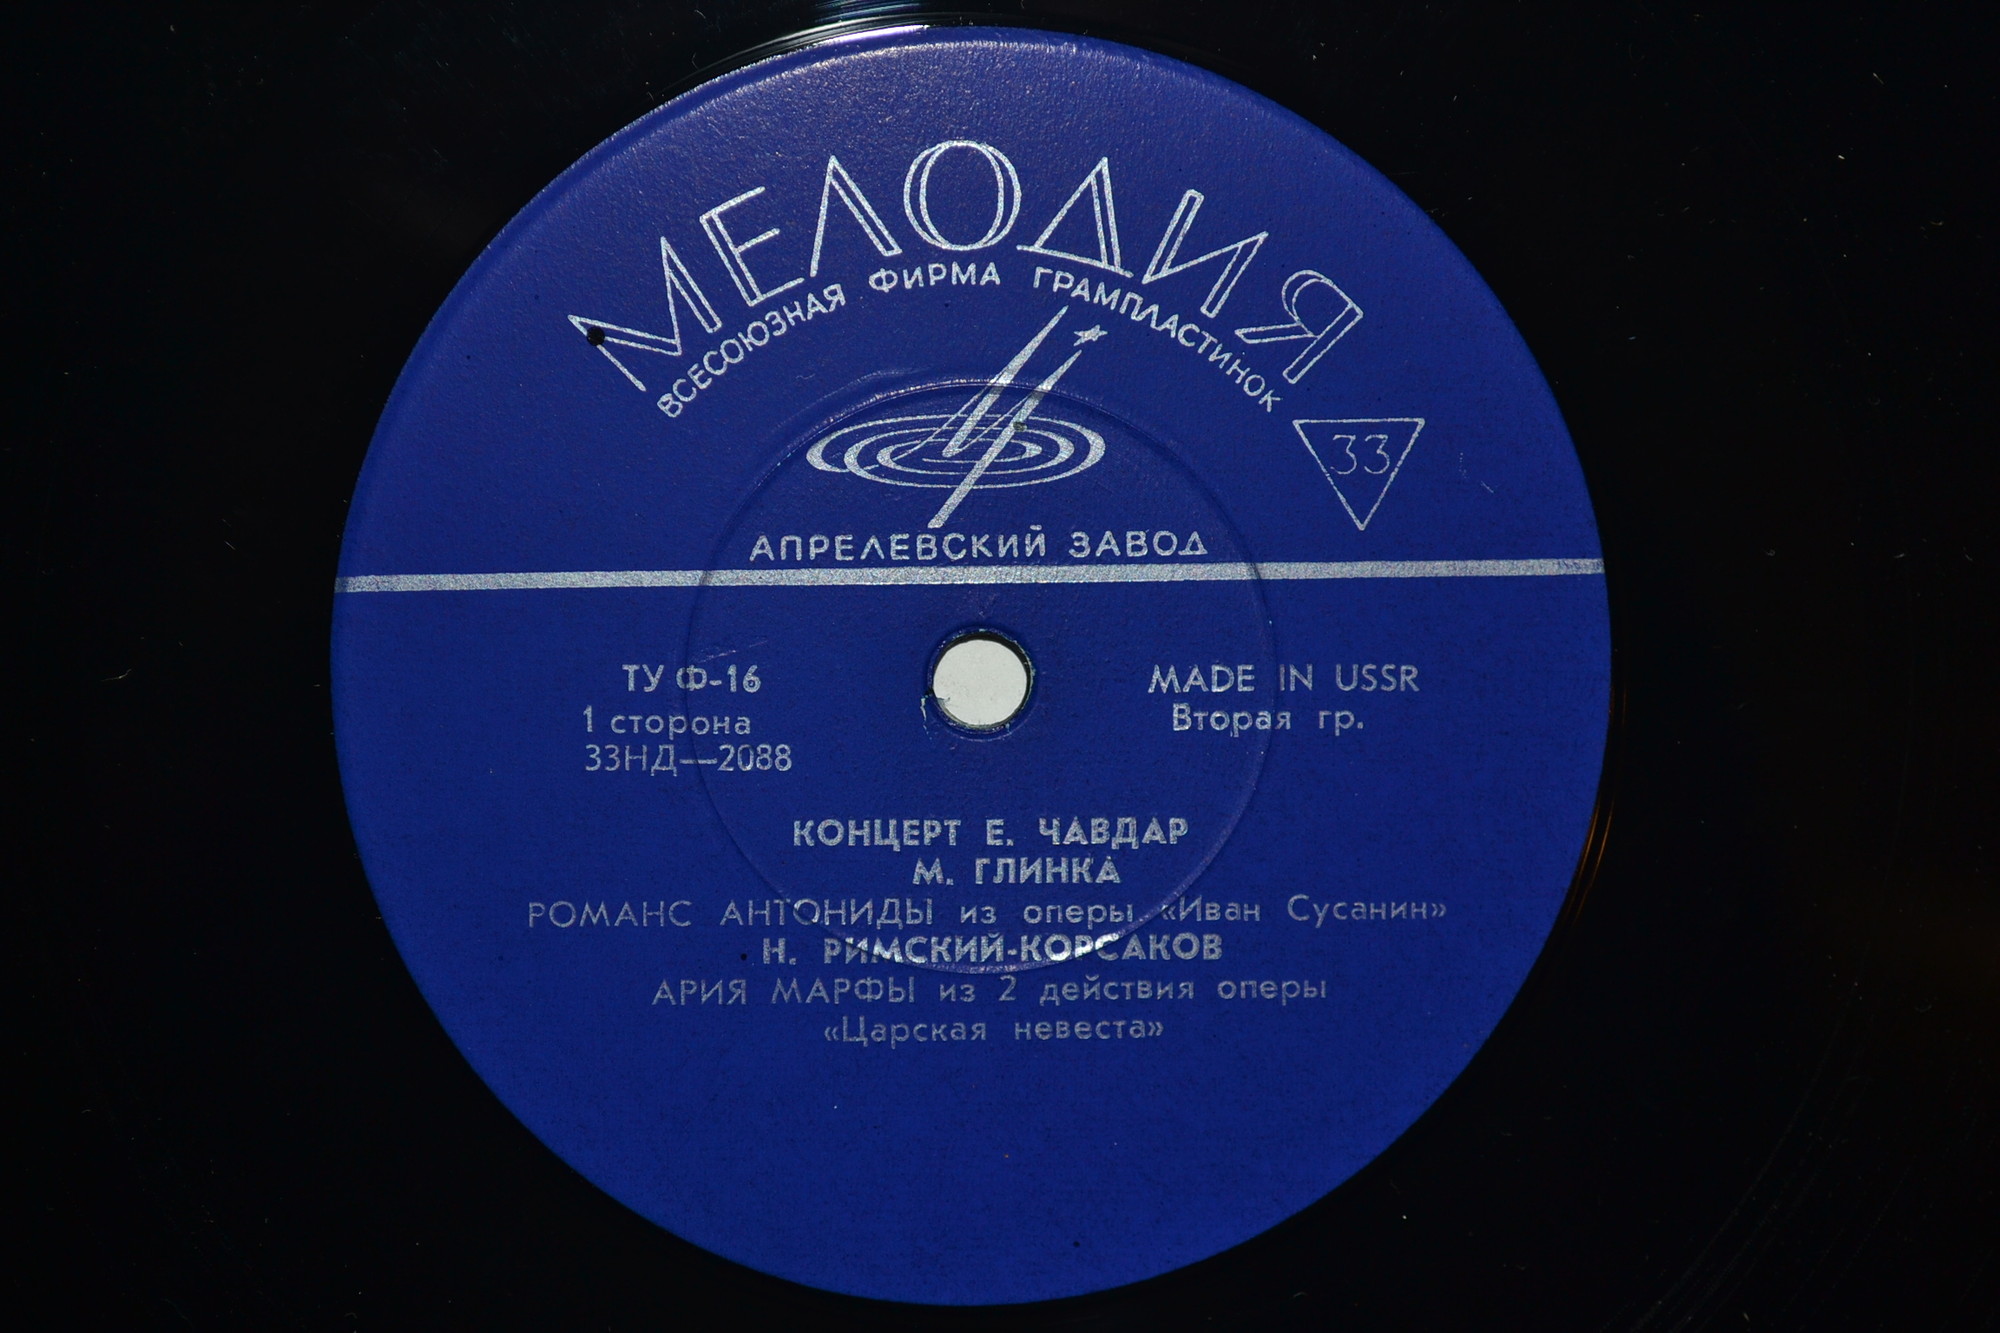 МЕЛОДИЯ
ВСЕСОЮЗНАЯ ФИРМА ГРАМПЛАСТИНОК
33
АПРЕЛЕВСКИЙ ЗАВОД
ТУ Ф-16
MADE IN USSR
1 сторона
Вторая гр.
33НД—2088
КОНЦЕРТ Е. ЧАВДАР
М. ГЛИНКА
РОМАНС АНТОНИДЫ из оперы «Иван Сусанин»
Н. РИМСКИЙ-КОРСАКОВ
АРИЯ МАРФЫ из 2 действия оперы
«Царская невеста»